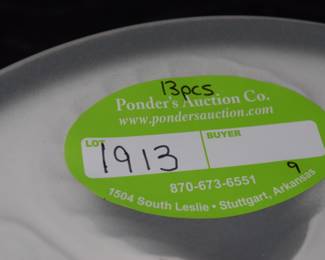 13pcs
Ponder's Auction Co.
www.pondersauction.com
LOT BUYER
1913
870-673-6551
9
1504 South Leslie • Stuttgart, Arkansas